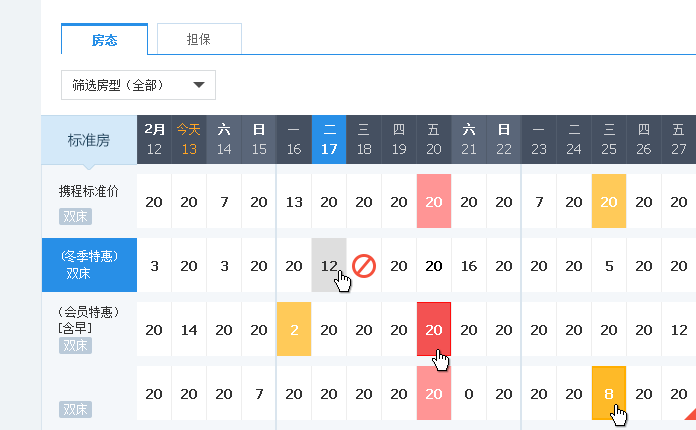 房态 担保
筛选房型（全部）
标准房 2月 今天 六 日 一 二 三 四 五 六 日 一 二 三 四 五
12 13 14 15 16 17 18 19 20 21 22 23 24 25 26 27
携程标准价
双床
20 20 7 20 13 20 20 20 20 20 20 7 20 20 20 20
（冬季特惠）
双床
3 20 3 20 20 12 20 20 16 20 20 20 5 20 20
（会员特惠）
[含早]
双床
20 14 20 20 2 20 20 20 20 20 20 20 20 20 20 12
双床
20 20 20 7 20 20 20 20 20 0 20 20 20 8 20 20